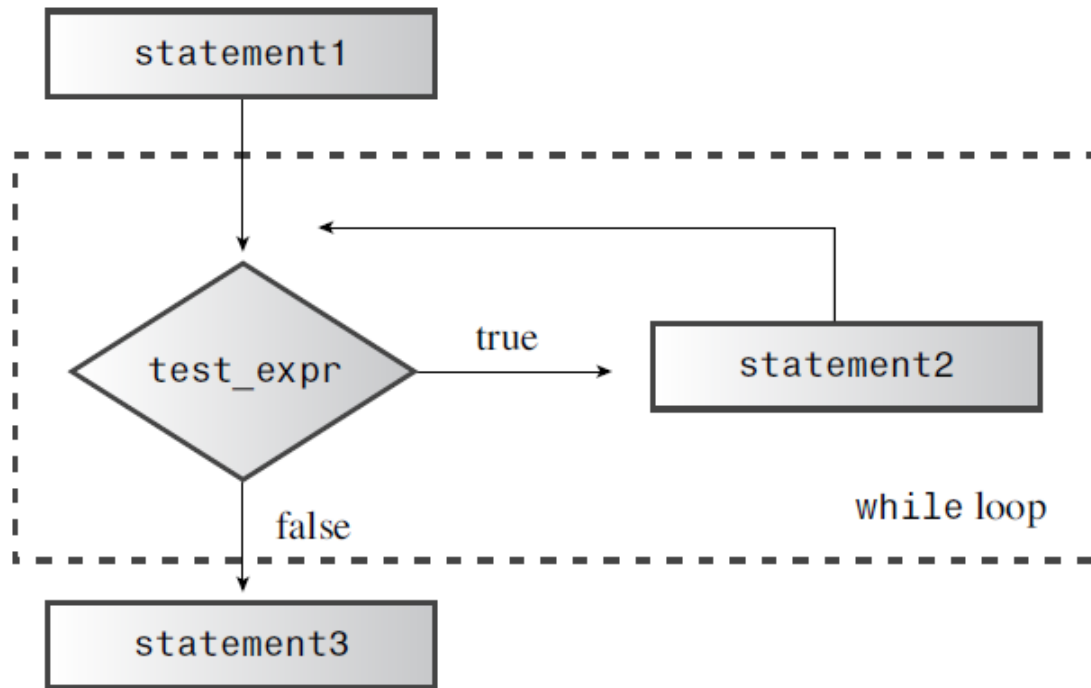 statement1
true
test_expr
statement2
while loop
false
statement3